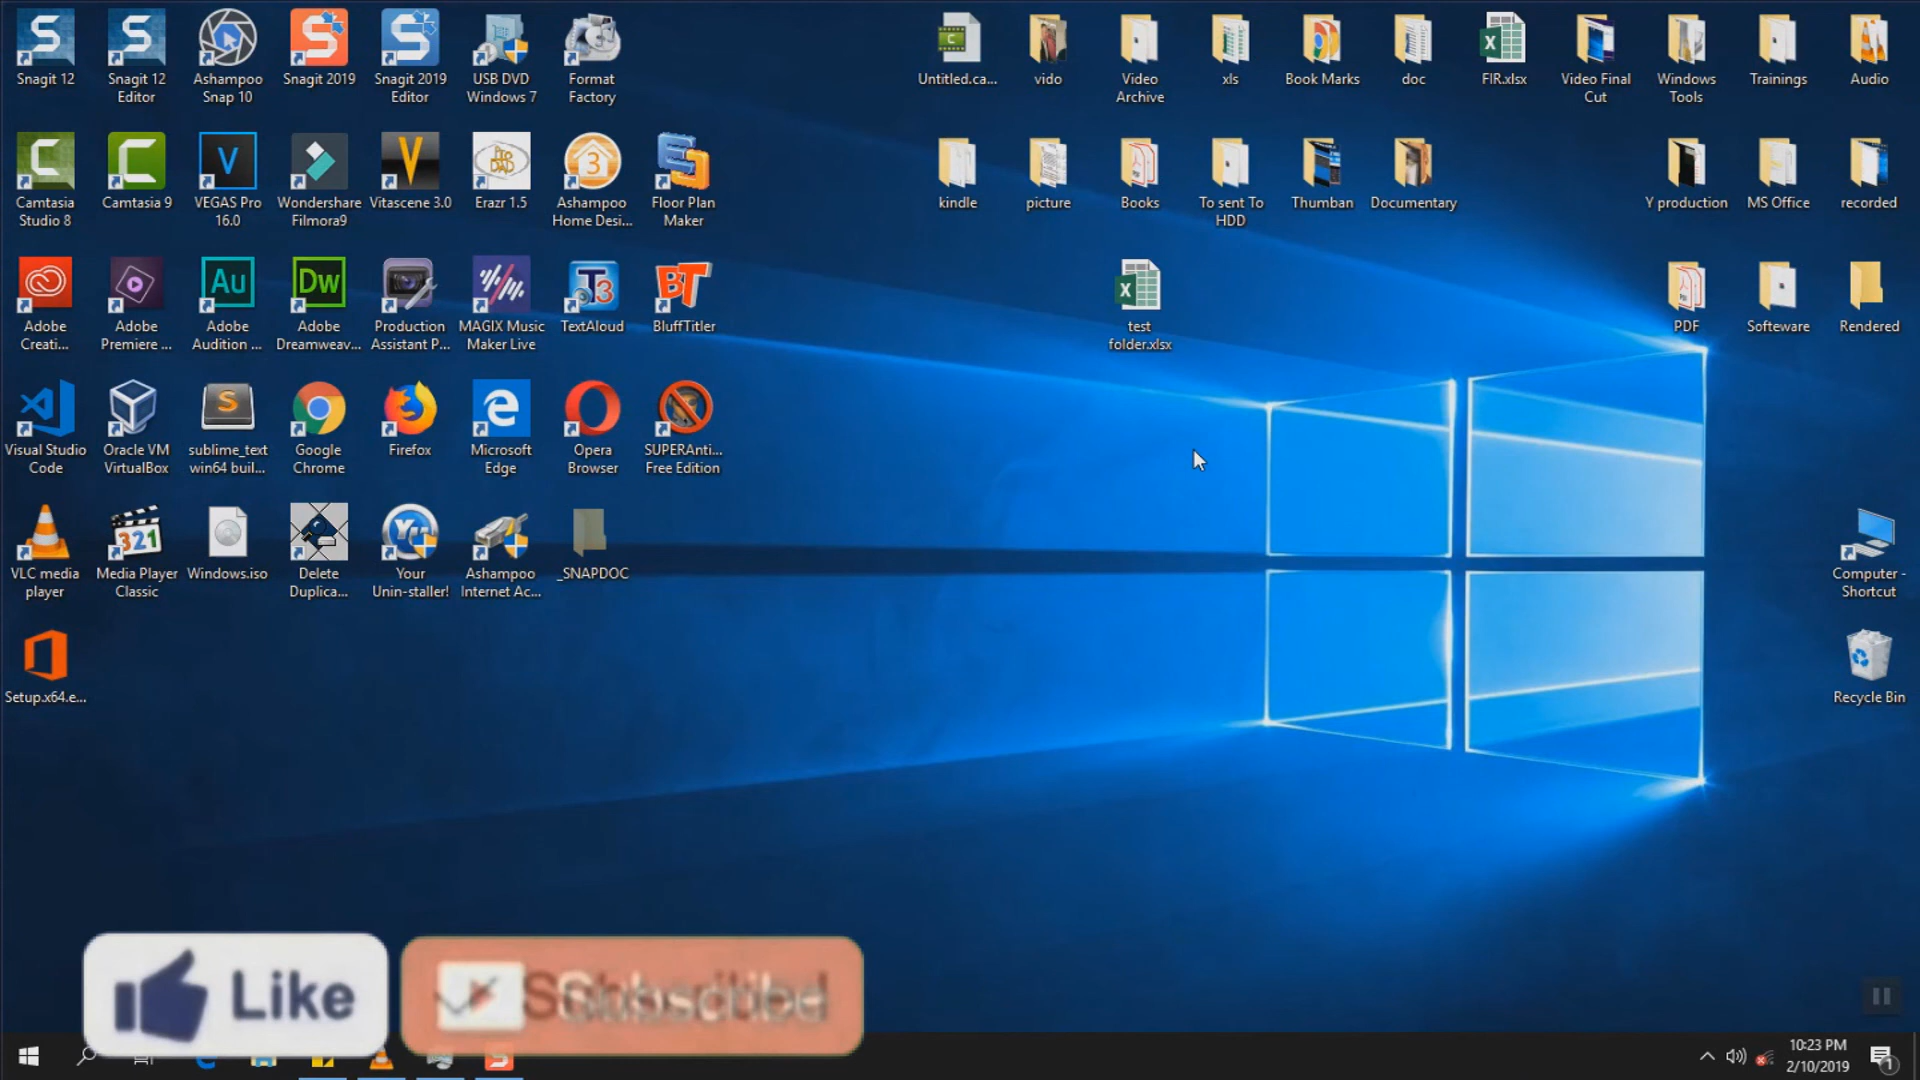 Snagit 12
Snagit 12
Editor
Ashampoo
Snap 10
Snagit 2019
Snagit 2019
Editor
USB DVD
Windows 7
Format
Factory
Untitled.ca...
vido
Video
Archive
xls
Book Marks
doc
FIR.xlsx
Video Final
Cut
Windows
Tools
Trainings
Audio
Camtasia
Studio 8
Camtasia 9
VEGAS Pro
16.0
Wondershare
Filmora9
Vitascene 3.0
Erazr 1.5
Ashampoo
Home Desi...
Floor Plan
Maker
kindle
picture
Books
To sent To
HDD
Thumban
Documentary
Y production
MS Office
recorded
Adobe
Creati...
Adobe
Premiere ...
Adobe
Audition ...
Adobe
Dreamweav...
Production
Assistant P...
MAGIX Music
Maker Live
TextAloud
BluffTitler
test
folder.xlsx
PDF
Softeware
Rendered
Visual Studio
Code
Oracle VM
VirtualBox
sublime_text
win64 buil...
Google
Chrome
Firefox
Microsoft
Edge
Opera
Browser
SUPERAnti...
Free Edition
VLC media
player
Media Player
Classic
Windows.iso
Delete
Duplica...
Your
Unin-staller!
Ashampoo
Internet Ac...
_SNAPDOC
Computer -
Shortcut
Setup.x64.e...
Recycle Bin
Like
10:23 PM
2/10/2019